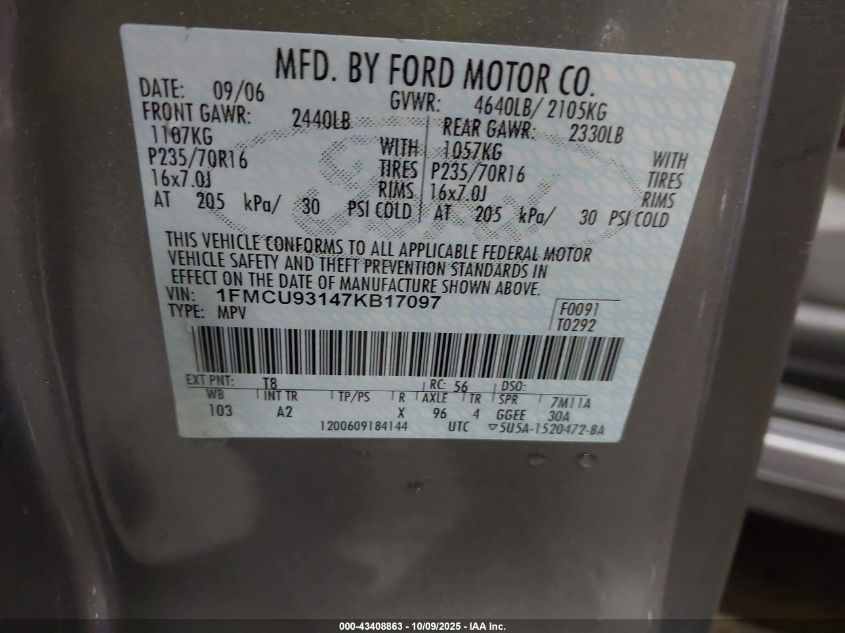 MFD. BY FORD MOTOR CO.
DATE: 09/06 GVWR: 4640LB/ 2105KG
FRONT GAWR: 2440LB REAR GAWR: 2330LB
1107KG WITH 1057KG WITH
P235/70R16 TIRES P235/70R16 TIRES
16x7.0J RIMS 16x7.0J RIMS
AT 205 kPa/ 30 PSI COLD AT 205 kPa/ 30 PSI COLD
THIS VEHICLE CONFORMS TO ALL APPLICABLE FEDERAL MOTOR
VEHICLE SAFETY AND THEFT PREVENTION STANDARDS IN
EFFECT ON THE DATE OF MANUFACTURE SHOWN ABOVE.
VIN: 1FMCU93147KB17097 F0091
TYPE: MPV T0292
EXT PNT: T8 RC: 56 DSO:
WB INT TR TP/PS R AXLE TR SPR 7M11A
103 A2 X 96 4 GGEE 30A
1200609184144 UTC ▽5U5A-1520472-BA
000-43408863 - 10/09/2025 - IAA Inc.